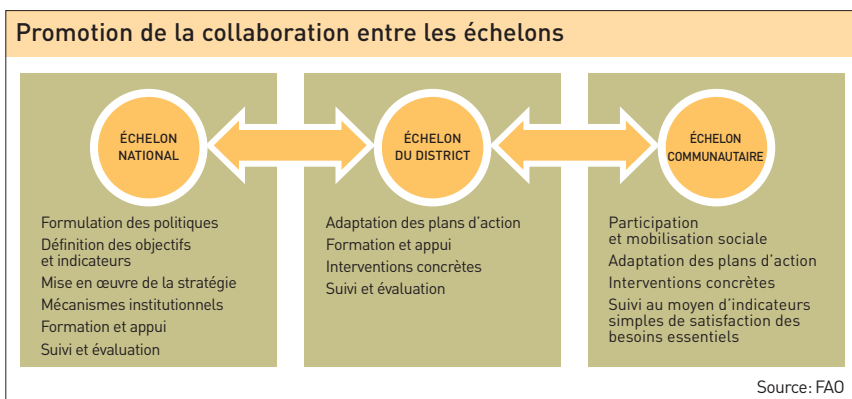 Promotion de la collaboration entre les échelons
ÉCHELON
NATIONAL
Formulation des politiques
Définition des objectifs
et indicateurs
Mise en œuvre de la stratégie
Mécanismes institutionnels
Formation et appui
Suivi et évaluation
ÉCHELON
DU DISTRICT
Adaptation des plans d'action
Formation et appui
Interventions concrètes
Suivi et évaluation
ÉCHELON
COMMUNAUTAIRE
Participation
et mobilisation sociale
Adaptation des plans d'action
Interventions concrètes
Suivi au moyen d'indicateurs
simples de satisfaction des
besoins essentiels
Source: FAO